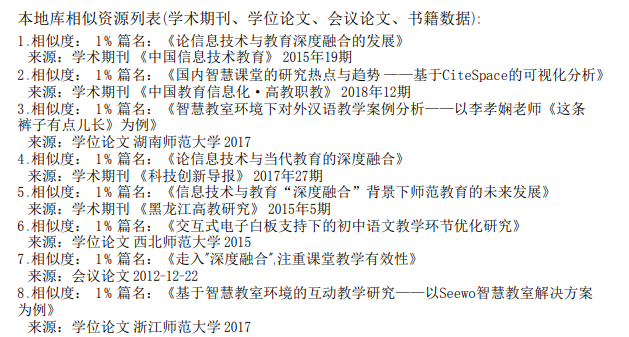 本地库相似资源列表(学术期刊、学位论文、会议论文、书籍数据):
1.相似度: 1% 篇名:《论信息技术与教育深度融合的发展》
来源:学术期刊《中国信息技术教育》2015年19期
2.相似度: 1% 篇名:《国内智慧课堂的研究热点与趋势——基于CiteSpace的可视化分析》
来源:学术期刊《中国教育信息化·高教职教》2018年12期
3.相似度: 1% 篇名:《智慧教室环境下对外汉语教学案例分析——以李孝娴老师《这条
裤子有点儿长》为例》
来源:学位论文 湖南师范大学 2017
4.相似度: 1% 篇名:《论信息技术与当代教育的深度融合》
来源:学术期刊《科技创新导报》2017年27期
5.相似度: 1% 篇名:《信息技术与教育“深度融合”背景下师范教育的未来发展》
来源:学术期刊《黑龙江高教研究》2015年5期
6.相似度: 1% 篇名:《交互式电子白板支持下的初中语文教学环节优化研究》
来源:学位论文 西北师范大学 2015
7.相似度: 1% 篇名:《走入"深度融合",注重课堂教学有效性》
来源:会议论文 2012-12-22
8.相似度: 1% 篇名:《基于智慧教室环境的互动教学研究——以Seewo智慧教室解决方案
为例》
来源:学位论文 浙江师范大学 2017